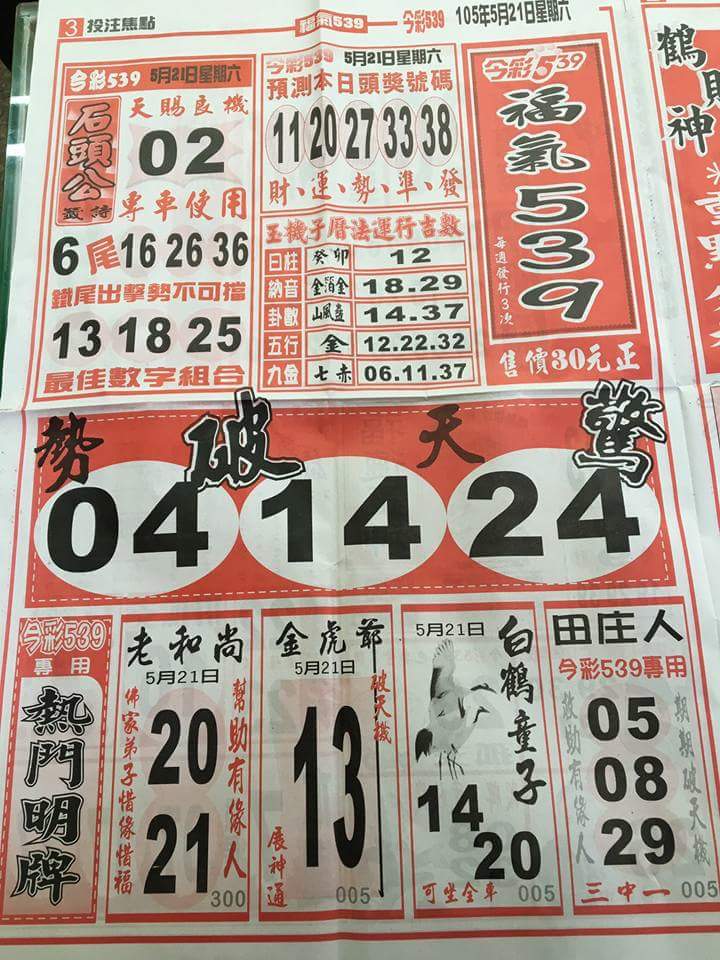 3 投注焦點
福氣539
今彩539
105年5月21日星期六
今彩539 5月21日星期六
石頭公
簽詩
天賜良機
02
專車使用
6尾 16 26 36
鐵尾出擊勢不可擋
13 18 25
最佳數字組合
今彩539 5月21日星期六
預測本日頭獎號碼
11 20 27 33 38
財、運、勢、準、發
玉機子曆法運行吉數
日柱 癸卯 12
納音 金箔金 18.29
卦數 山風蠱 14.37
五行 金 12.22.32
九金 七赤 06.11.37
今彩539
福氣539
每週發行3次
售價30元正
鶴
神
勢破天驚
04 14 24
今彩539
專用
熱門明牌
老和尚
5月21日
幫助有緣人
佛家弟子惜緣惜福
20
21
300
金虎爺
5月21日
破天機
13
展神通
005
5月21日
白鶴童子
14
20
可坐全車
005
田庄人
今彩539專用
期期破天機
救助有緣人
05
08
29
三中一
005